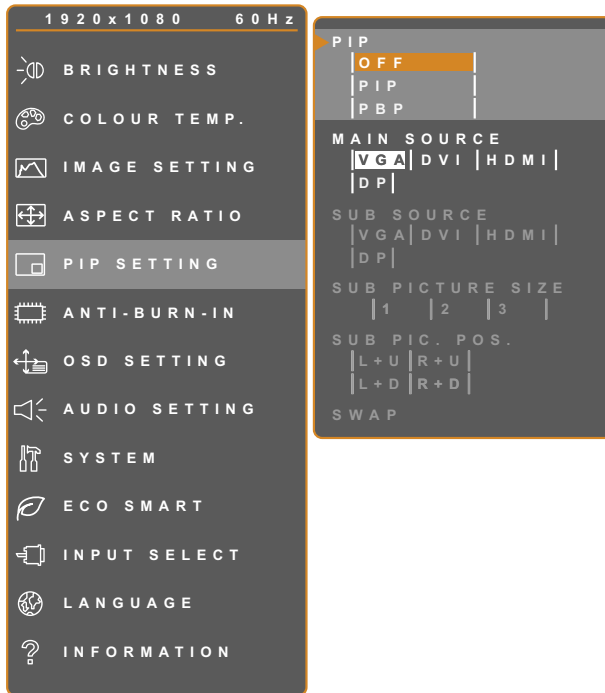 1920x1080 60Hz
BRIGHTNESS
COLOUR TEMP.
IMAGE SETTING
ASPECT RATIO
PIP SETTING
ANTI-BURN-IN
OSD SETTING
AUDIO SETTING
SYSTEM
ECO SMART
INPUT SELECT
LANGUAGE
INFORMATION
PIP
OFF
PIP
PBP
MAIN SOURCE
VGA DVI HDMI
DP
SUB SOURCE
VGA DVI HDMI
DP
SUB PICTURE SIZE
1 2 3
SUB PIC. POS.
L+U R+U
L+D R+D
SWAP